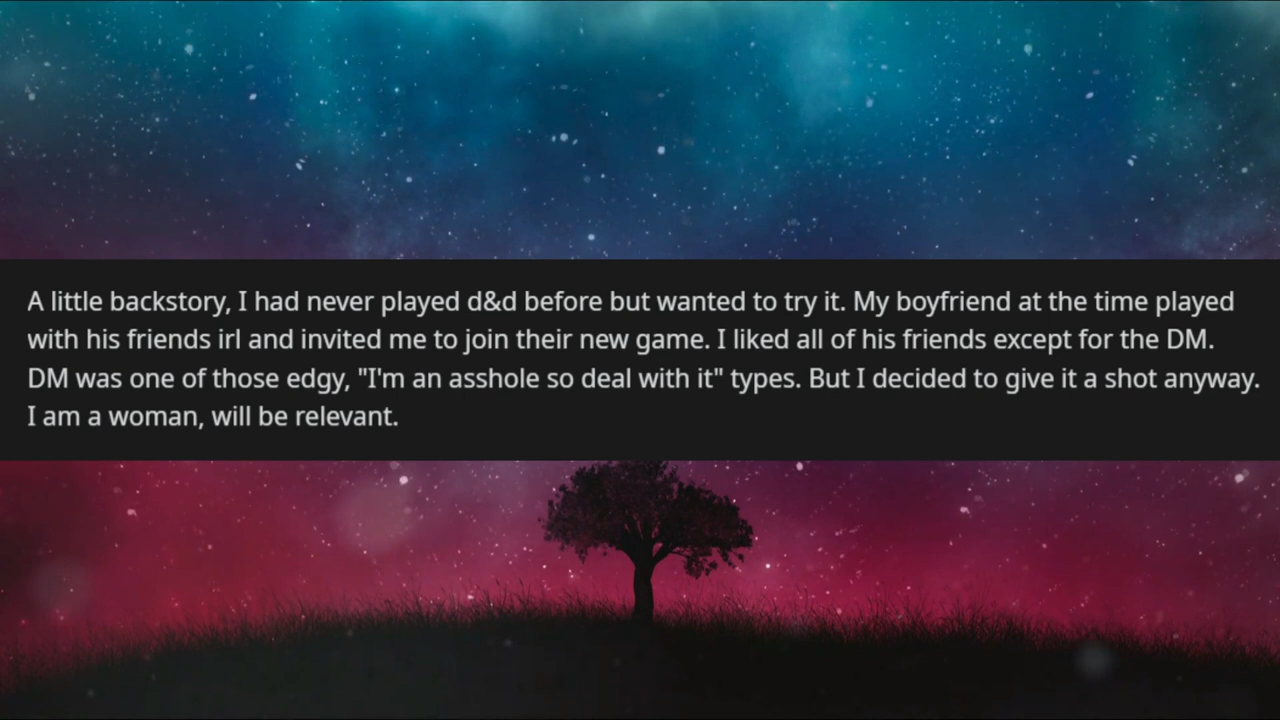 A little backstory, I had never played d&d before but wanted to try it. My boyfriend at the time played
with his friends irl and invited me to join their new game. I liked all of his friends except for the DM.
DM was one of those edgy, "I'm an asshole so deal with it" types. But I decided to give it a shot anyway.
I am a woman, will be relevant.